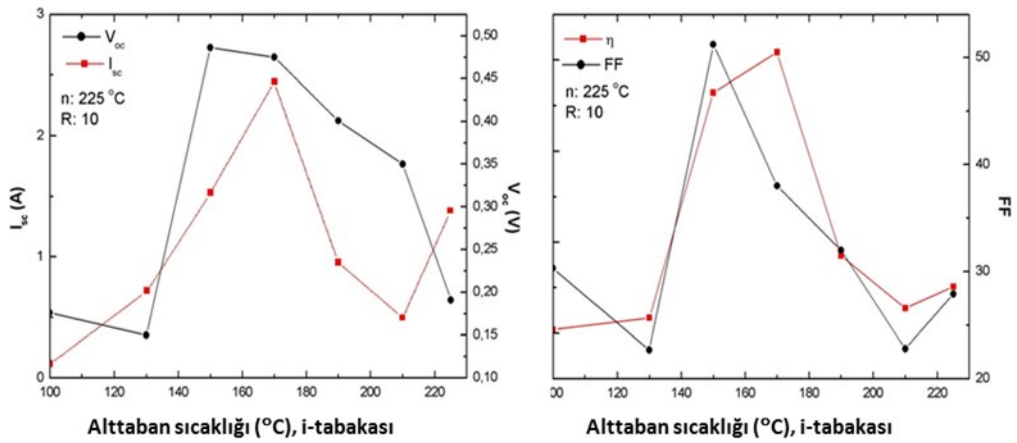 3
2
1
0
I_sc (A)
V_oc
I_sc
n: 225 °C
R: 10
0,50
0,45
0,40
0,35
0,30
0,25
0,20
0,15
0,10
V_oc (V)
100 120 140 160 180 200 220
Alttaban sıcaklığı (°C), i-tabakası
η
FF
n: 225 °C
R: 10
50
40
30
20
FF
100 120 140 160 180 200 220
Alttaban sıcaklığı (°C), i-tabakası